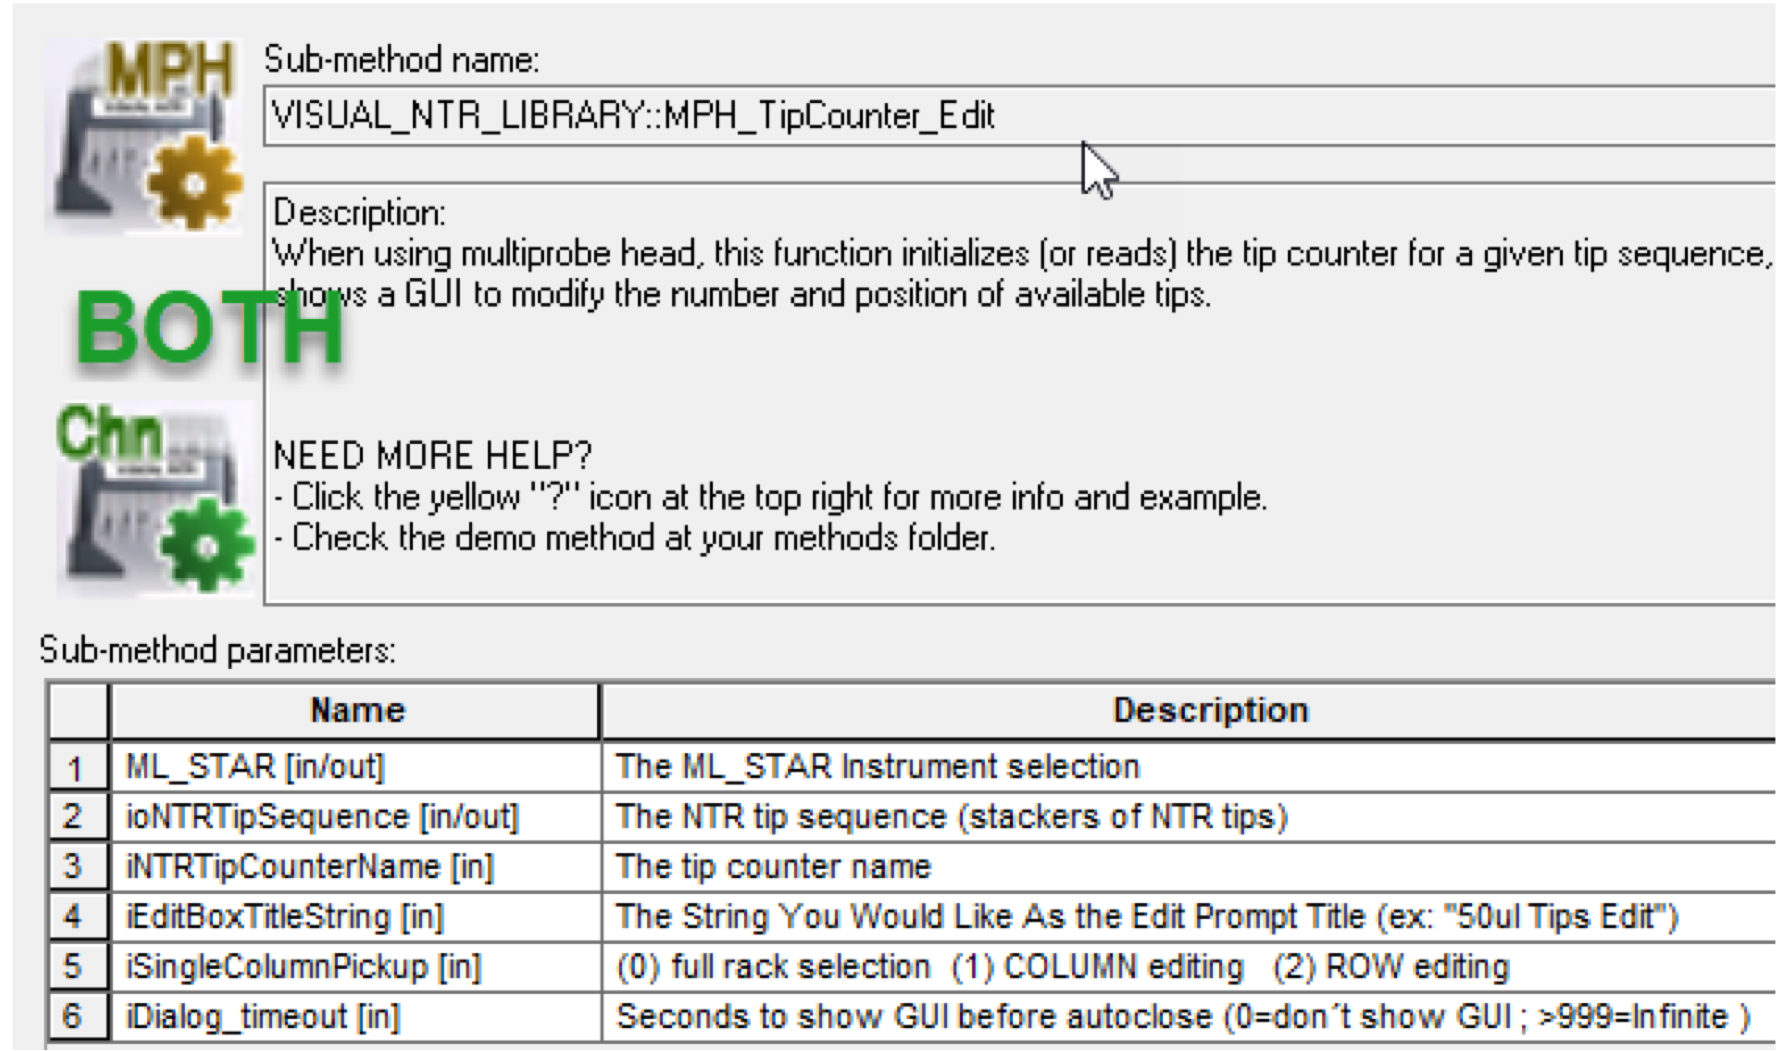 MPH
Sub-method name:
VISUAL_NTR_LIBRARY::MPH_TipCounter_Edit
Description:
When using multiprobe head, this function initializes (or reads) the tip counter for a given tip sequence,
shows a GUI to modify the number and position of available tips.
BOTH
Chn
NEED MORE HELP?
- Click the yellow "?" icon at the top right for more info and example.
- Check the demo method at your methods folder.
Sub-method parameters:
Name Description
1 ML_STAR [in/out] The ML_STAR Instrument selection
2 ioNTRTipSequence [in/out] The NTR tip sequence (stackers of NTR tips)
3 iNTRTipCounterName [in] The tip counter name
4 iEditBoxTitleString [in] The String You Would Like As the Edit Prompt Title (ex: "50ul Tips Edit")
5 iSingleColumnPickup [in] (0) full rack selection (1) COLUMN editing (2) ROW editing
6 iDialog_timeout [in] Seconds to show GUI before autoclose (0=don´t show GUI ; >999=Infinite )